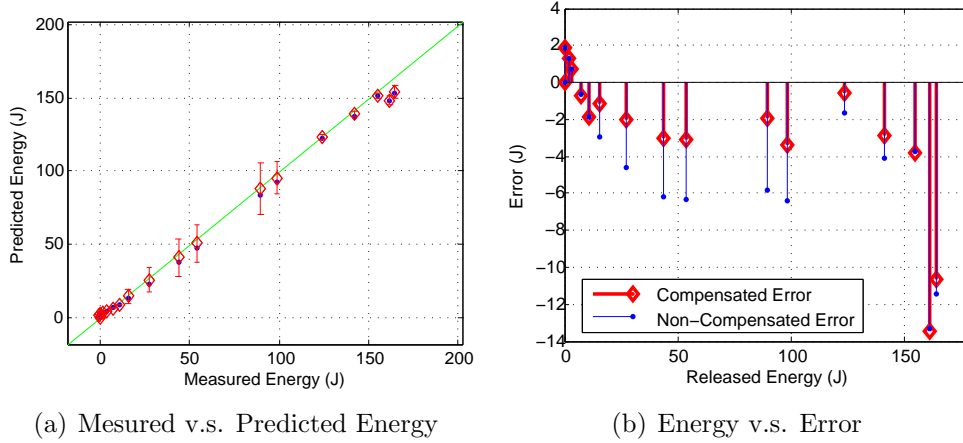 200
150
100
50
0
Predicted Energy (J)
0 50 100 150 200
Measured Energy (J)
(a) Mesured v.s. Predicted Energy
4
2
0
−2
−4
−6
−8
−10
−12
−14
Error (J)
Compensated Error
Non−Compensated Error
0 50 100 150
Released Energy (J)
(b) Energy v.s. Error